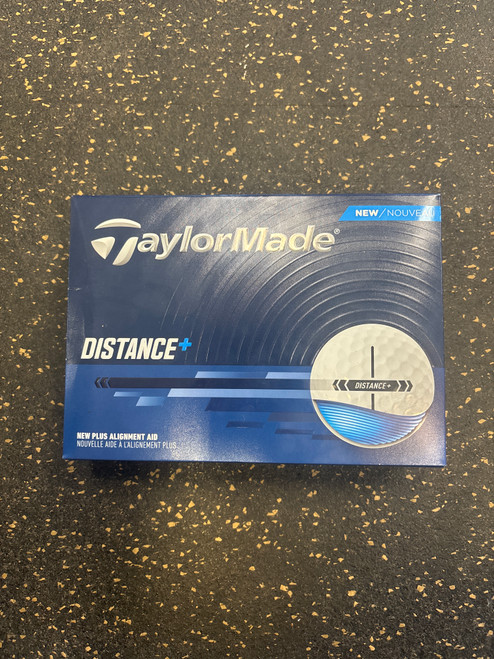 NEW/NOUVEAU
TaylorMade®
DISTANCE+
DISTANCE+
NEW PLUS ALIGNMENT AID
NOUVELLE AIDE À L'ALIGNEMENT PLUS